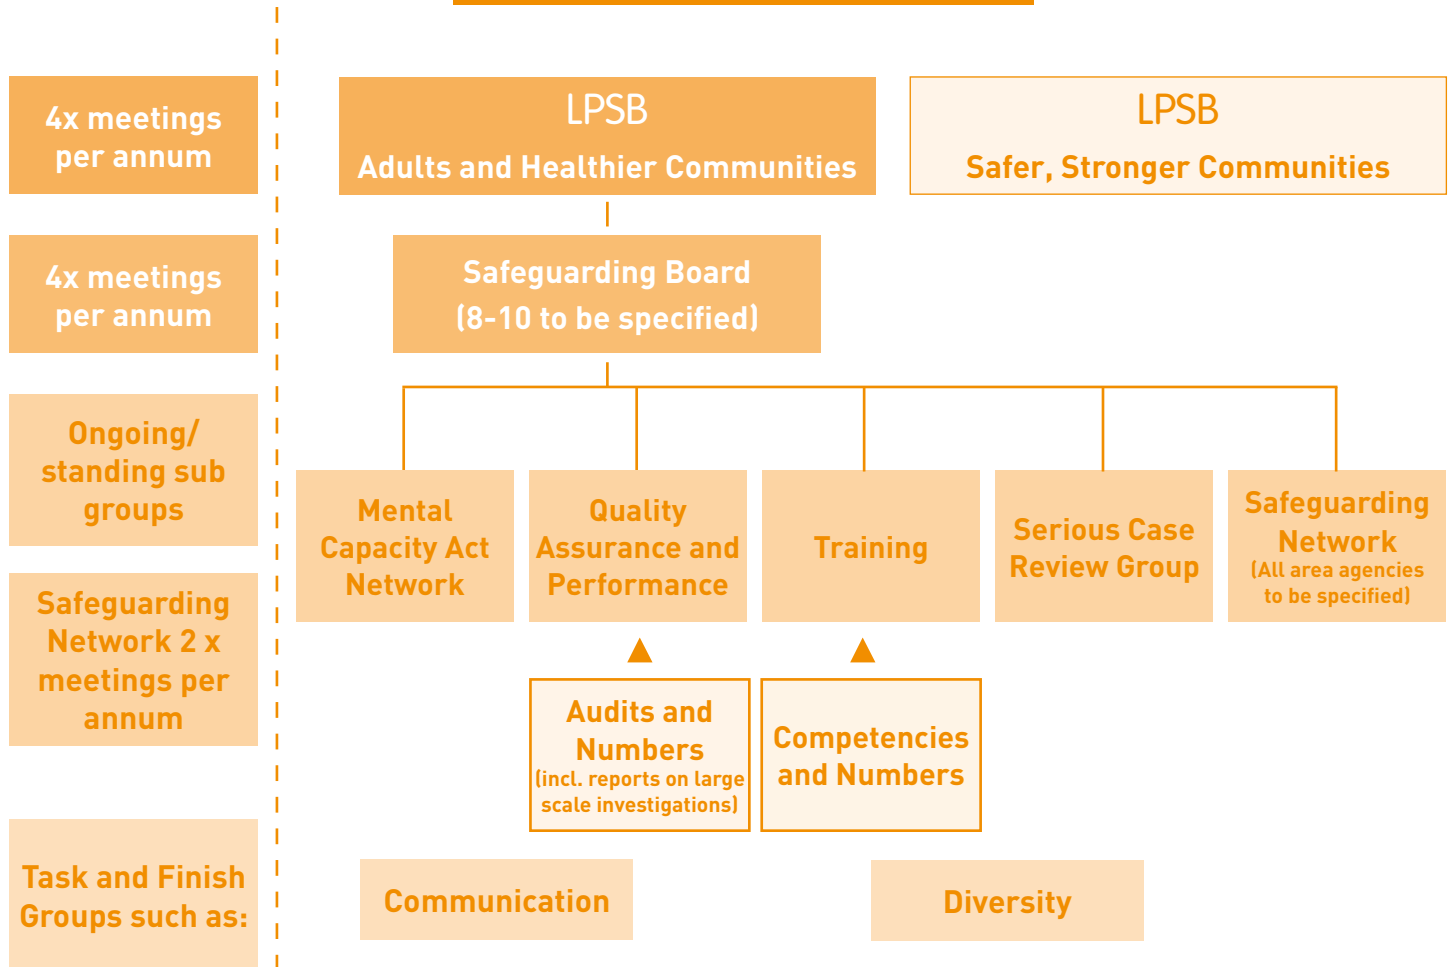 4x meetings
per annum
LPSB
Adults and Healthier Communities
LPSB
Safer, Stronger Communities
4x meetings
per annum
Safeguarding Board
(8-10 to be specified)
Ongoing/
standing sub
groups
Mental
Capacity Act
Network
Quality
Assurance and
Performance
Training
Serious Case
Review Group
Safeguarding
Network
(All area agencies
to be specified)
Safeguarding
Network 2 x
meetings per
annum
Audits and
Numbers
(incl. reports on large
scale investigations)
Competencies
and Numbers
Task and Finish
Groups such as:
Communication
Diversity